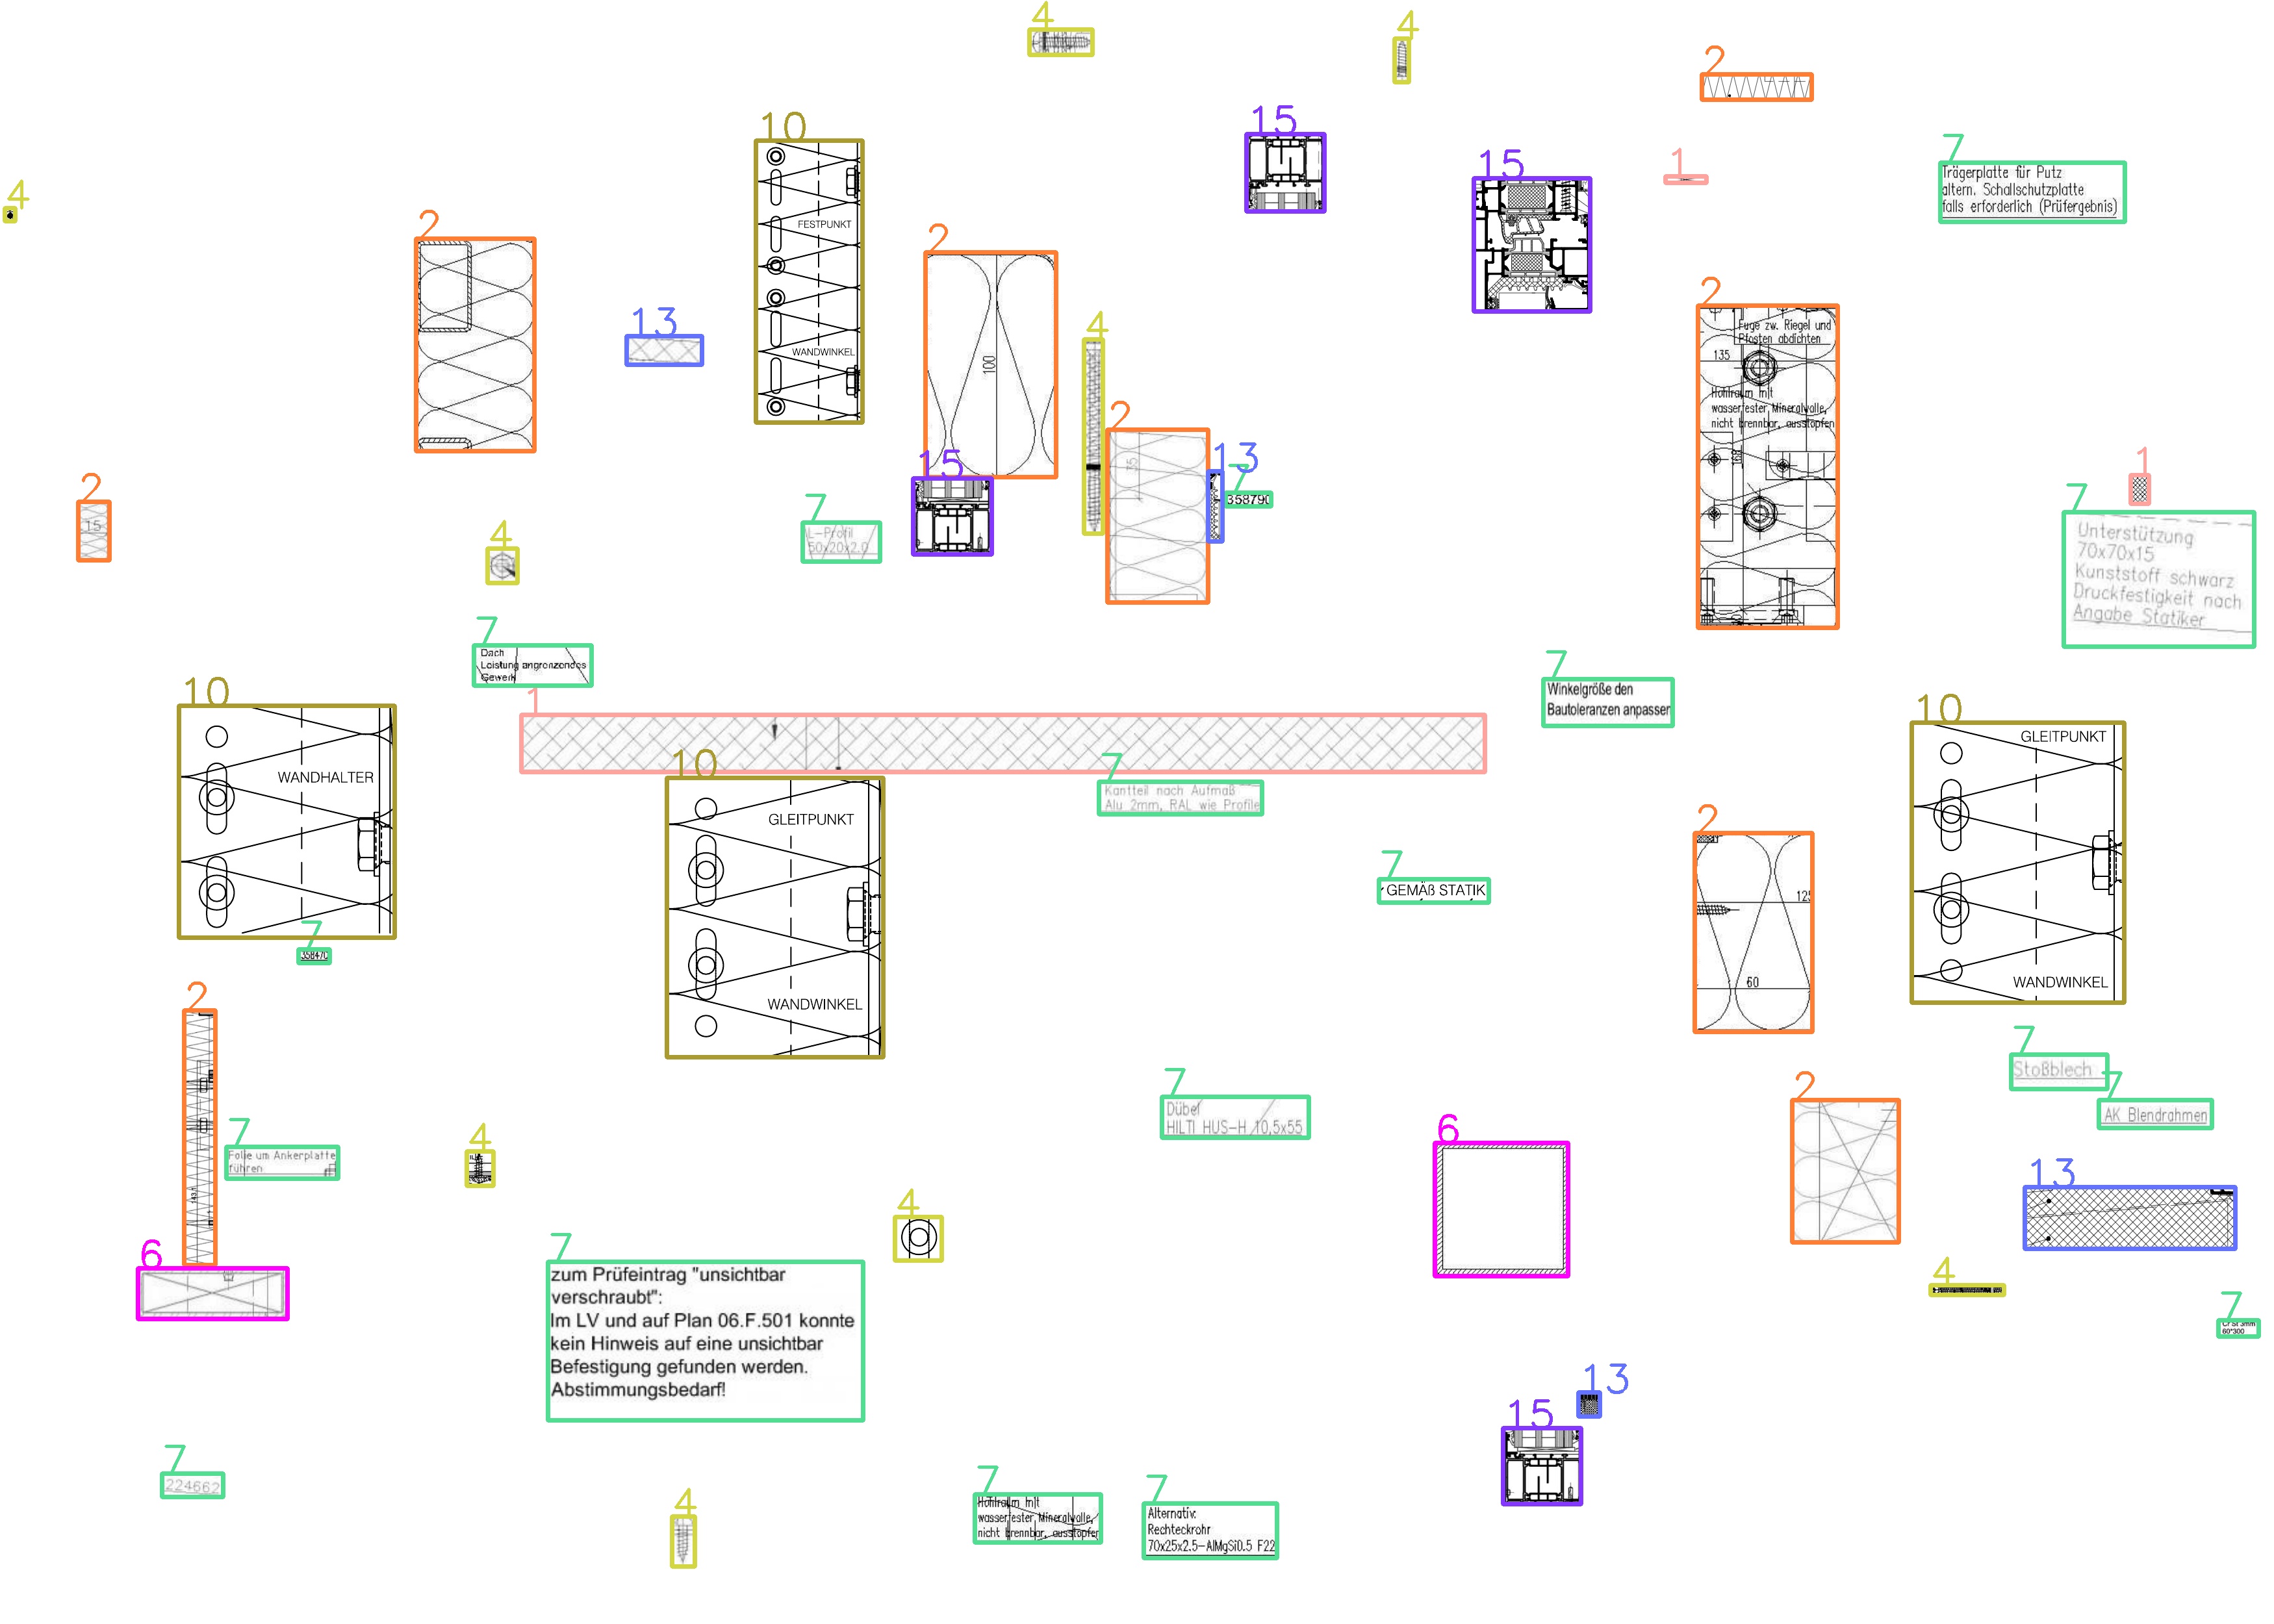 4
4
2
10
15
15
1
7
Trägerplatte für Putz
altern. Schallschutzplatte
falls erforderlich (Prüfergebnis)
4
2
2
FESTPUNKT
WANDWINKEL
13
100
4
2
Fuge zw. Riegel und
Pfosten abdichten
135
Hohlraum mit
wasserfester Mineralwolle,
nicht brennbar, ausstopfen
168
2
35
13
7
358790
15
1
2
15
7
L-Profil
50x20x2.0
4
7
Unterstützung
70x70x15
Kunststoff schwarz
Druckfestigkeit nach
Angabe Statiker
7
Dach
Leistung angrenzendes
Gewerk
7
Winkelgröße den
Bautoleranzen anpassen
10
WANDHALTER
1
10
GLEITPUNKT
WANDWINKEL
7
Kantteil nach Aufmaß
Alu 2mm, RAL wie Profile
10
GLEITPUNKT
WANDWINKEL
7
GEMÄß STATIK
2
125
60
7
358470
2
143,1
7
Folie um Ankerplatte
führen
4
7
Dübel
HILTI HUS-H 10,5x55
6
2
7
Stoßblech
7
AK Blendrahmen
13
6
4
7
zum Prüfeintrag "unsichtbar
verschraubt":
Im LV und auf Plan 06.F.501 konnte
kein Hinweis auf eine unsichtbar
Befestigung gefunden werden.
Abstimmungsbedarf!
4
7
60*300
13
15
7
224662
4
7
Hohlraum mit
wasserfester Mineralwolle,
nicht brennbar, ausstopfen
7
Alternativ:
Rechteckrohr
70x25x2.5-AlMgSi0.5 F22